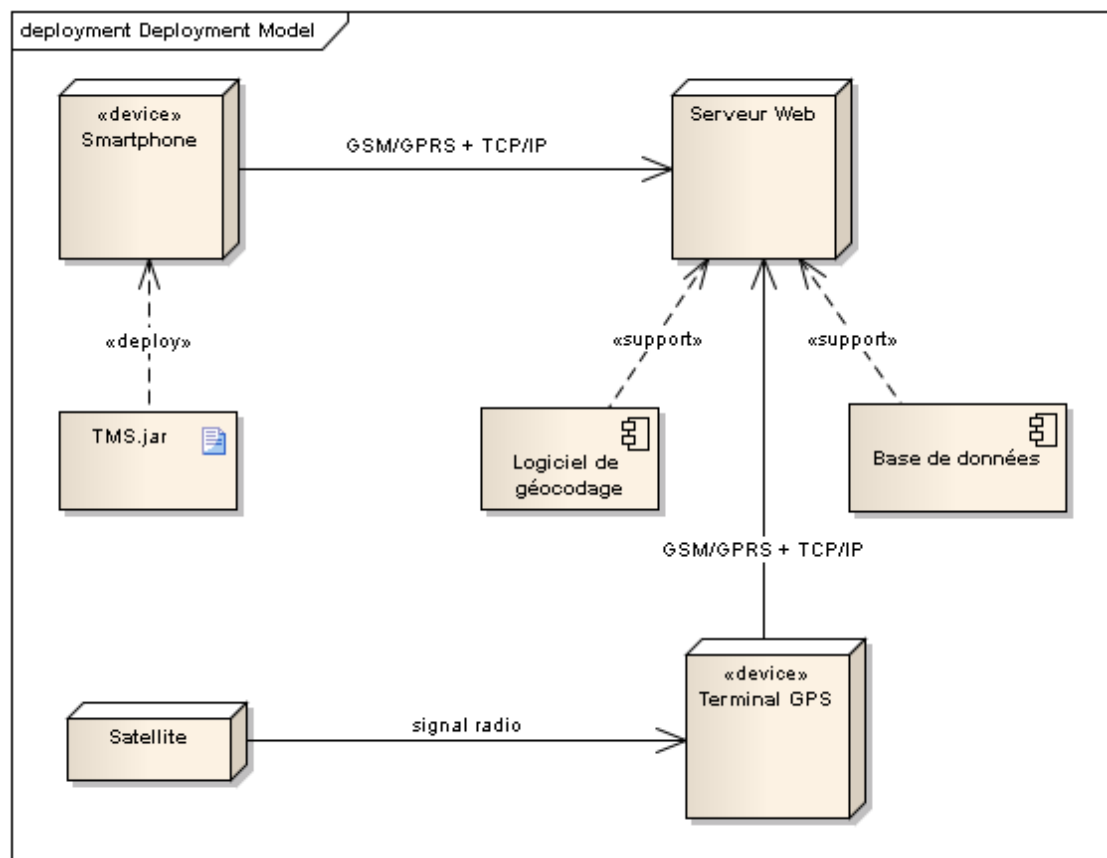 deployment Deployment Model
«device»
Smartphone
Serveur Web
GSM/GPRS + TCP/IP
«deploy»
«support»
«support»
TMS.jar
Logiciel de
géocodage
Base de données
GSM/GPRS + TCP/IP
«device»
Terminal GPS
Satellite
signal radio